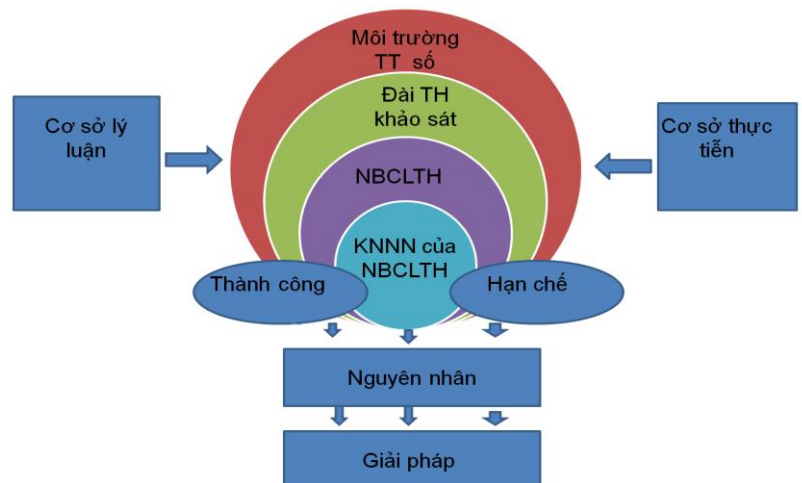 Môi trường
TT số
Đài TH
khảo sát
Cơ sở lý
luận
Cơ sở thực
tiễn
NBCLTH
KNNN của
NBCLTH
Thành công
Hạn chế
Nguyên nhân
Giải pháp